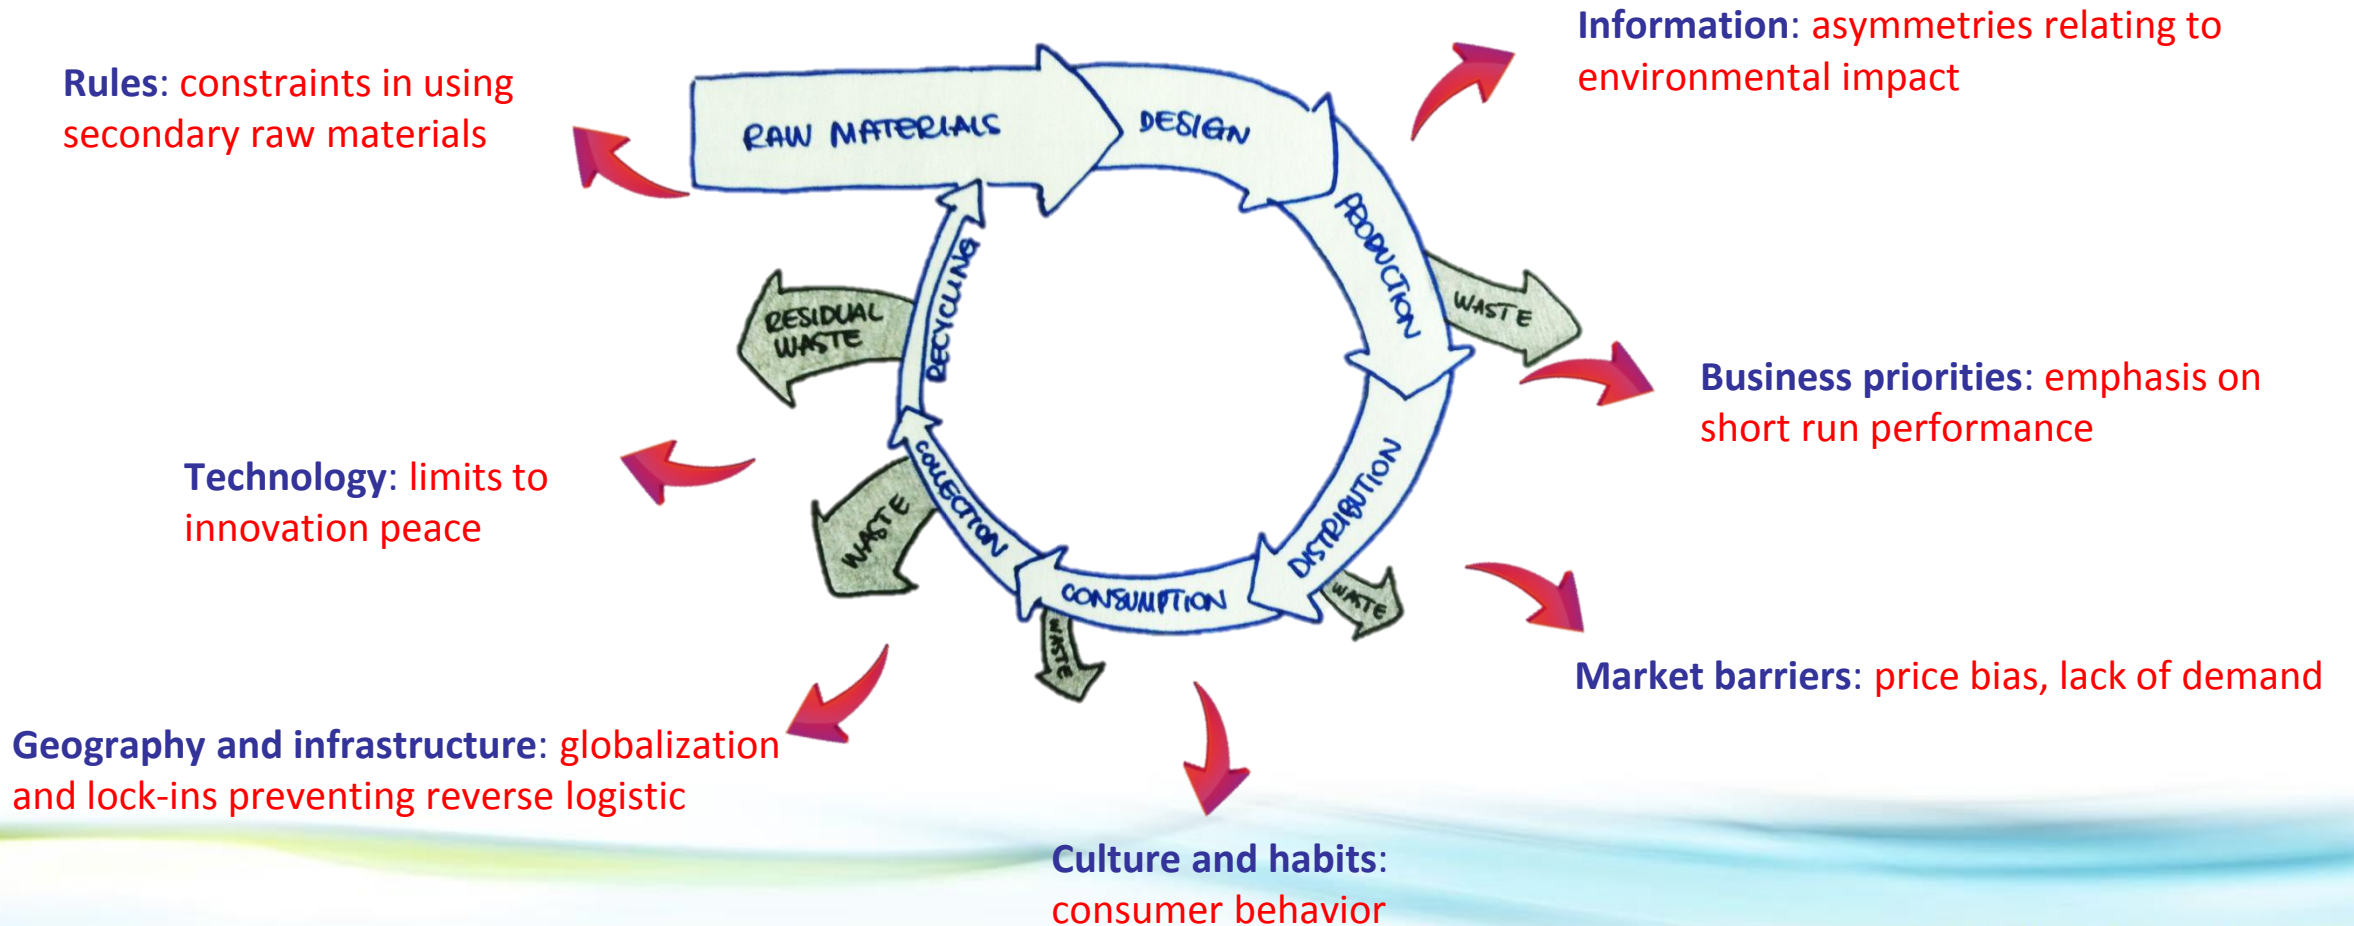 Information: asymmetries relating to
environmental impact
Rules: constraints in using
secondary raw materials
RAW MATERIALS
DESIGN
PRODUCTION
WASTE
RECYCLING
RESIDUAL
WASTE
Business priorities: emphasis on
short run performance
Technology: limits to
innovation peace
COLLECTION
WASTE
DISTRIBUTION
WASTE
CONSUMPTION
WASTE
Market barriers: price bias, lack of demand
Geography and infrastructure: globalization
and lock-ins preventing reverse logistic
Culture and habits:
consumer behavior